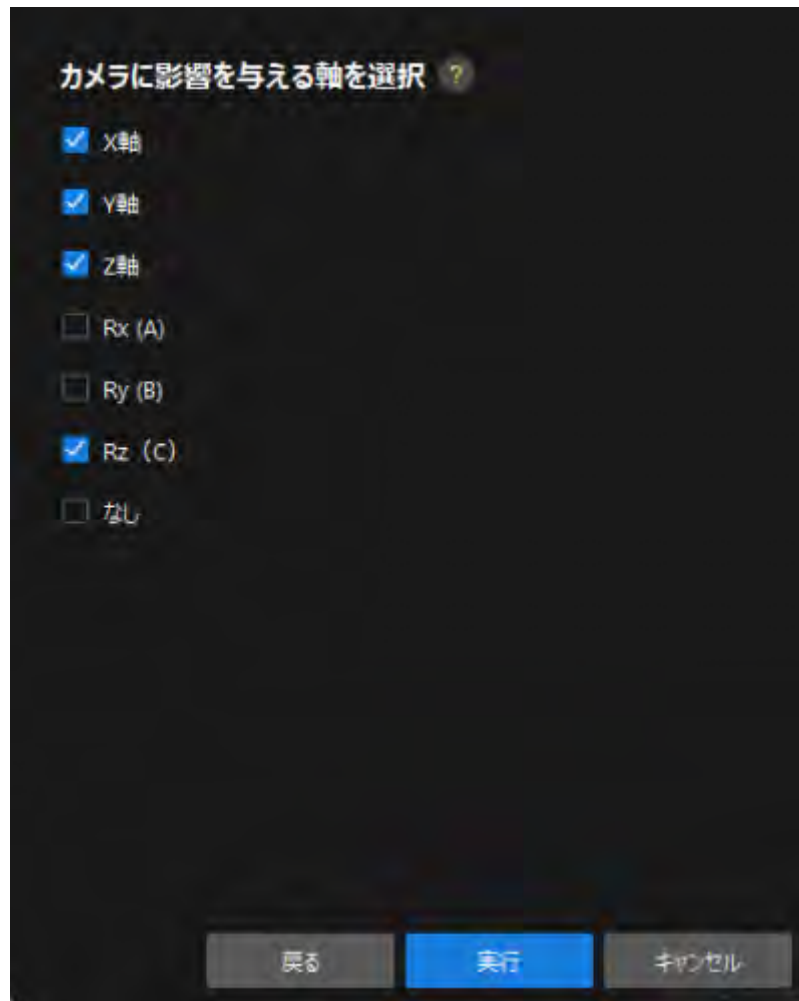 カメラに影響を与える軸を選択 ?
X軸
Y軸
Z軸
Rx (A)
Ry (B)
Rz（C）
なし
戻る 実行 キャンセル